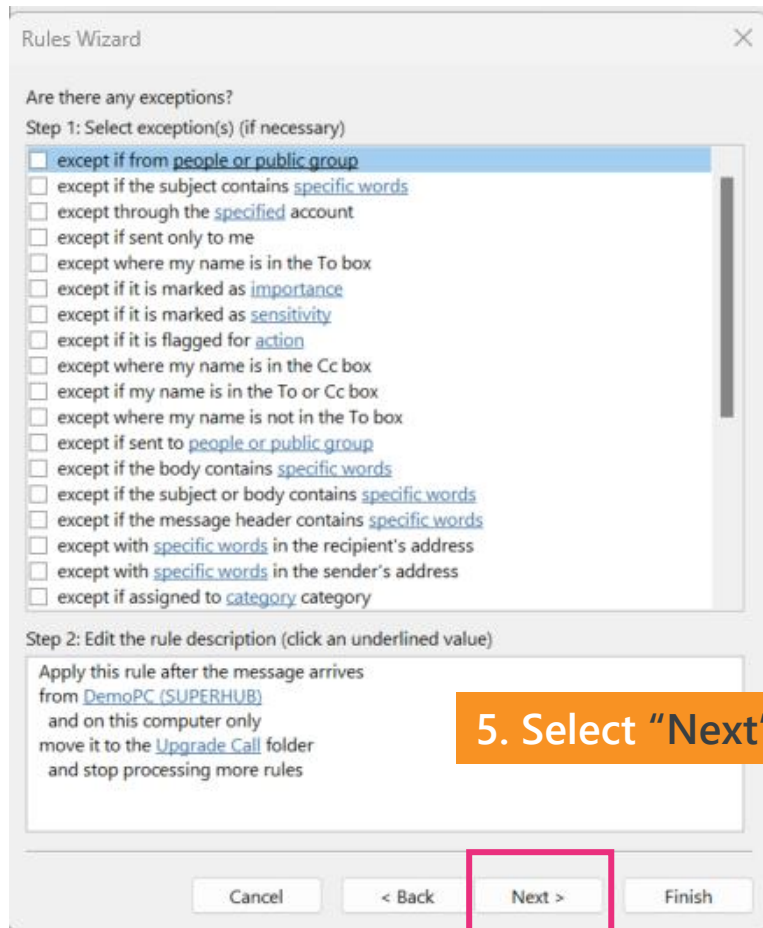 Rules Wizard
Are there any exceptions?
Step 1: Select exception(s) (if necessary)
except if from people or public group
except if the subject contains specific words
except through the specified account
except if sent only to me
except where my name is in the To box
except if it is marked as importance
except if it is marked as sensitivity
except if it is flagged for action
except where my name is in the Cc box
except if my name is in the To or Cc box
except where my name is not in the To box
except if sent to people or public group
except if the body contains specific words
except if the subject or body contains specific words
except if the message header contains specific words
except with specific words in the recipient's address
except with specific words in the sender's address
except if assigned to category category
Step 2: Edit the rule description (click an underlined value)
Apply this rule after the message arrives
from DemoPC (SUPERHUB)
and on this computer only
move it to the Upgrade Call folder
and stop processing more rules
5. Select “Next”
Cancel
< Back
Next >
Finish